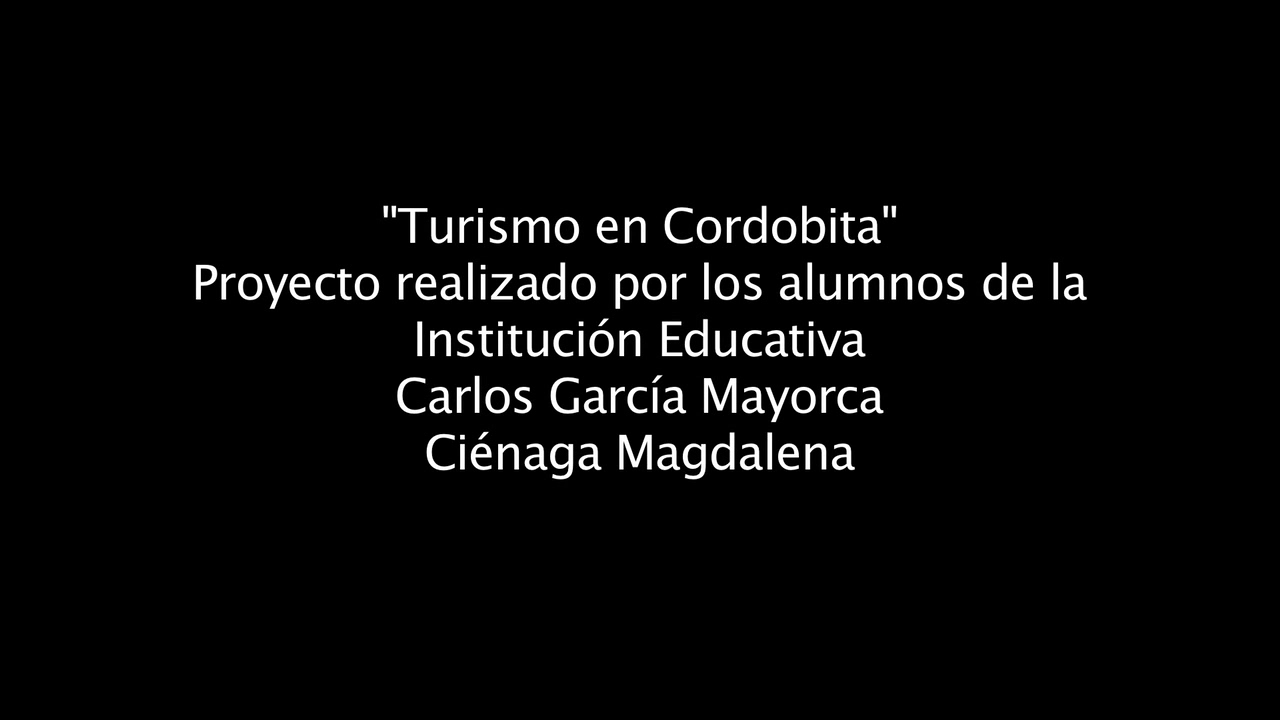 "Turismo en Cordobita"
Proyecto realizado por los alumnos de la
Institución Educativa
Carlos García Mayorca
Ciénaga Magdalena